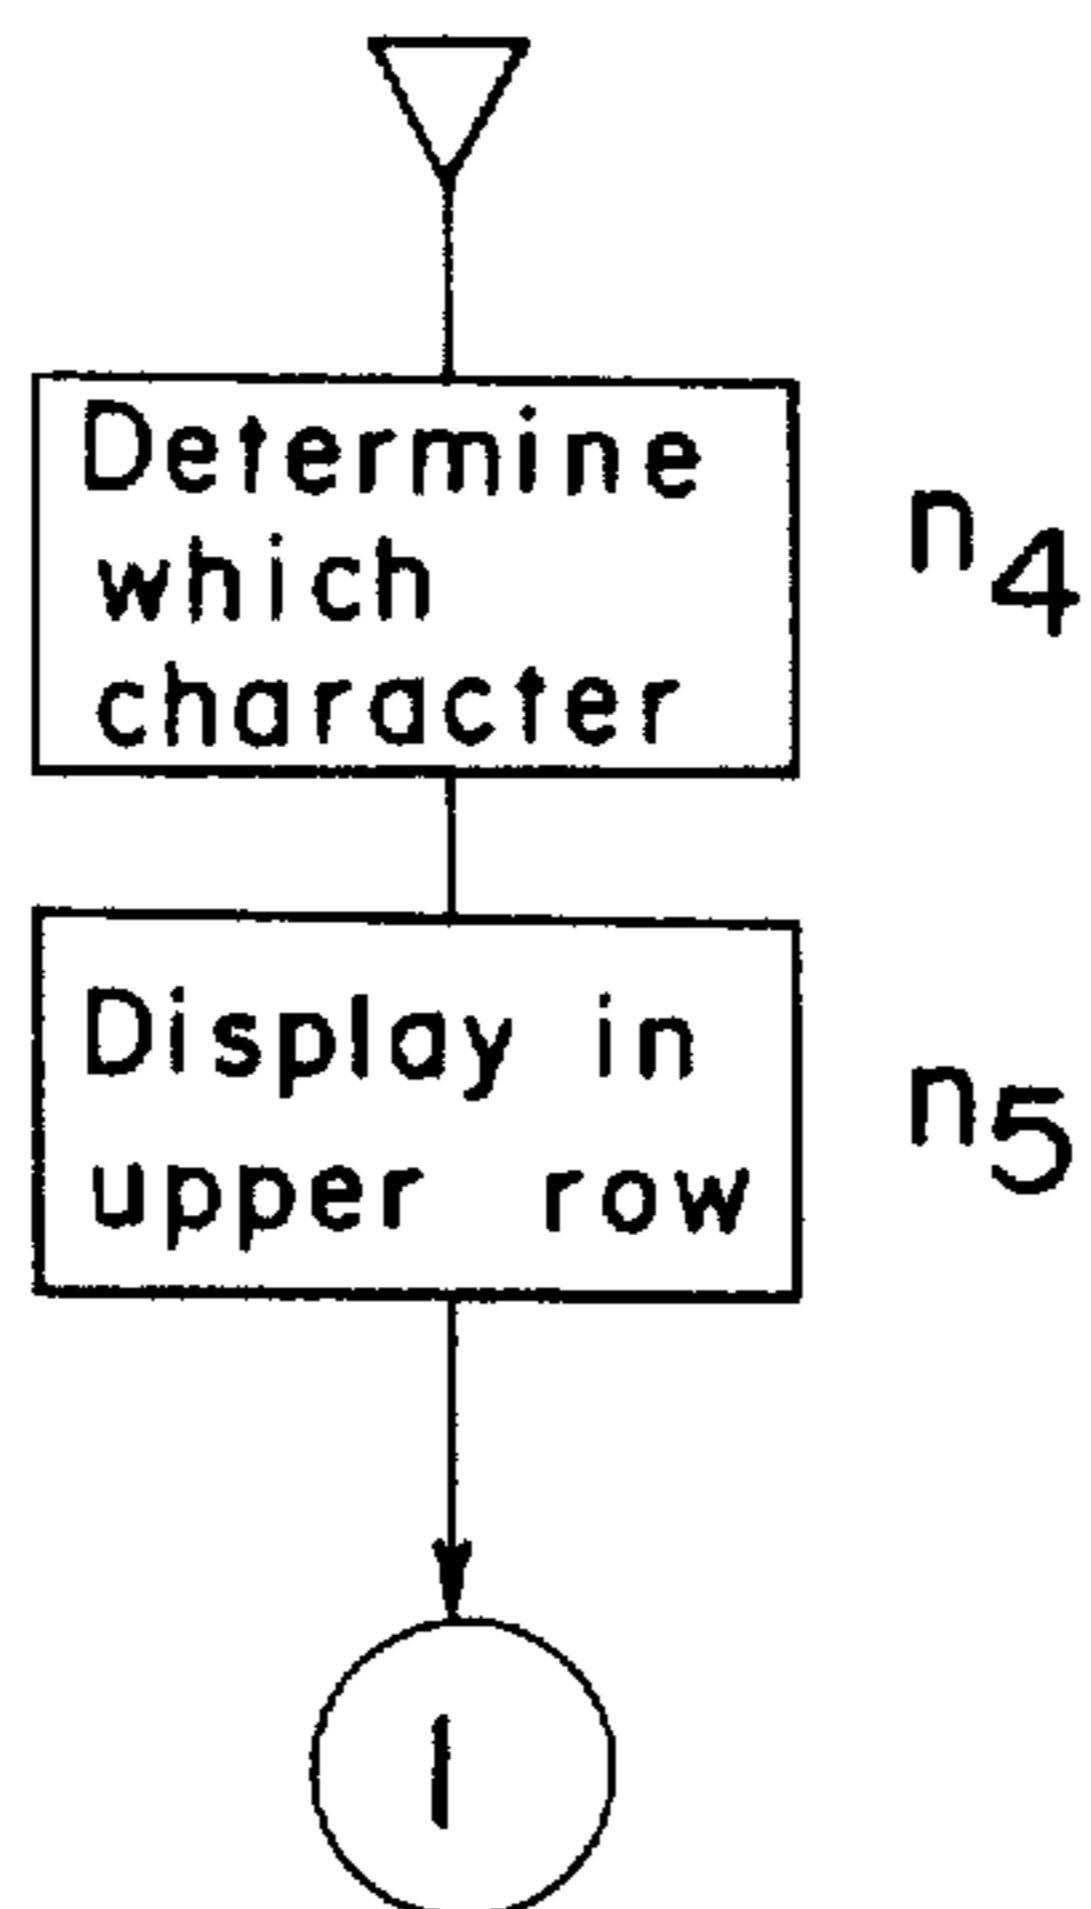 Determine
which
character
n4
Display in
upper row
n5
1